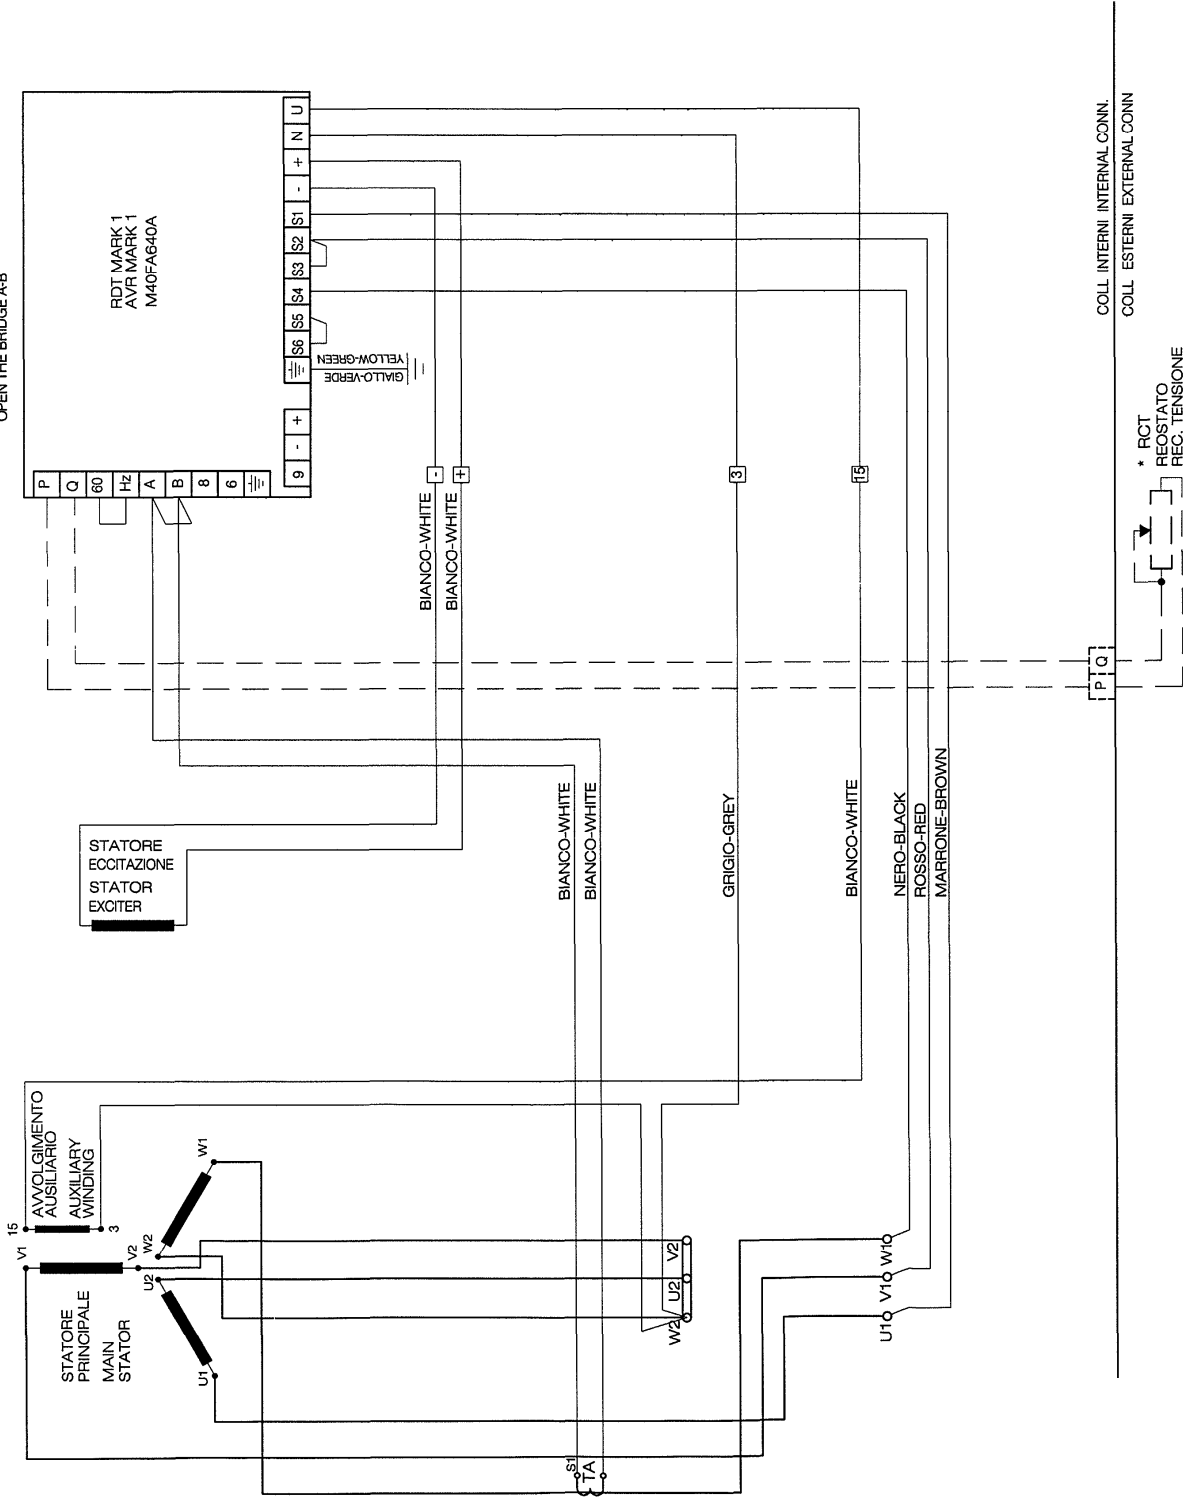 OPEN THE BRIDGE A-B
RDT MARK 1
AVR MARK 1
M40FA640A
U
N
+
-
S1
S2
S3
S4
S5
S6
+
-
9
P
Q
60
Hz
A
B
8
6
GIALLO-VERDE
YELLOW-GREEN
-
+
3
15
BIANCO-WHITE
BIANCO-WHITE
COLL INTERNI INTERNAL CONN.
COLL ESTERNI EXTERNAL CONN
* RCT
REOSTATO
REC. TENSIONE
P
Q
STATORE
ECCITAZIONE
STATOR
EXCITER
BIANCO-WHITE
BIANCO-WHITE
GRIGIO-GREY
BIANCO-WHITE
NERO-BLACK
ROSSO-RED
MARRONE-BROWN
15
AVVOLGIMENTO
AUSILIARIO
AUXILIARY
WINDING
3
V1
V2
W1
W2
U2
U1
STATORE
PRINCIPALE
MAIN
STATOR
V2
U2
W2
W1
V1
U1
S1
TA